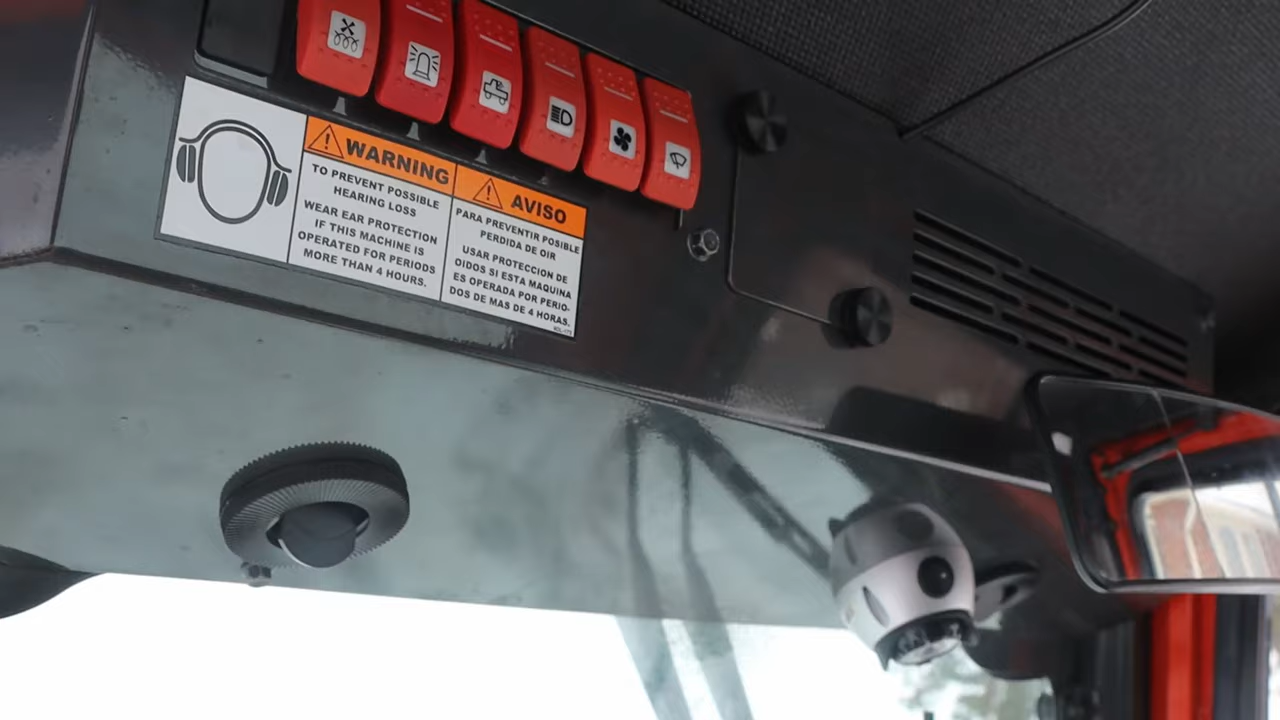 WARNING
TO PREVENT POSSIBLE
HEARING LOSS
WEAR EAR PROTECTION
IF THIS MACHINE IS
OPERATED FOR PERIODS
MORE THAN 4 HOURS.
AVISO
PARA PREVENTIR POSIBLE
PERDIDA DE OIR
USAR PROTECCION DE
OIDOS SI ESTA MAQUINA
ES OPERADA POR PERIO-
DOS DE MAS DE 4 HORAS.